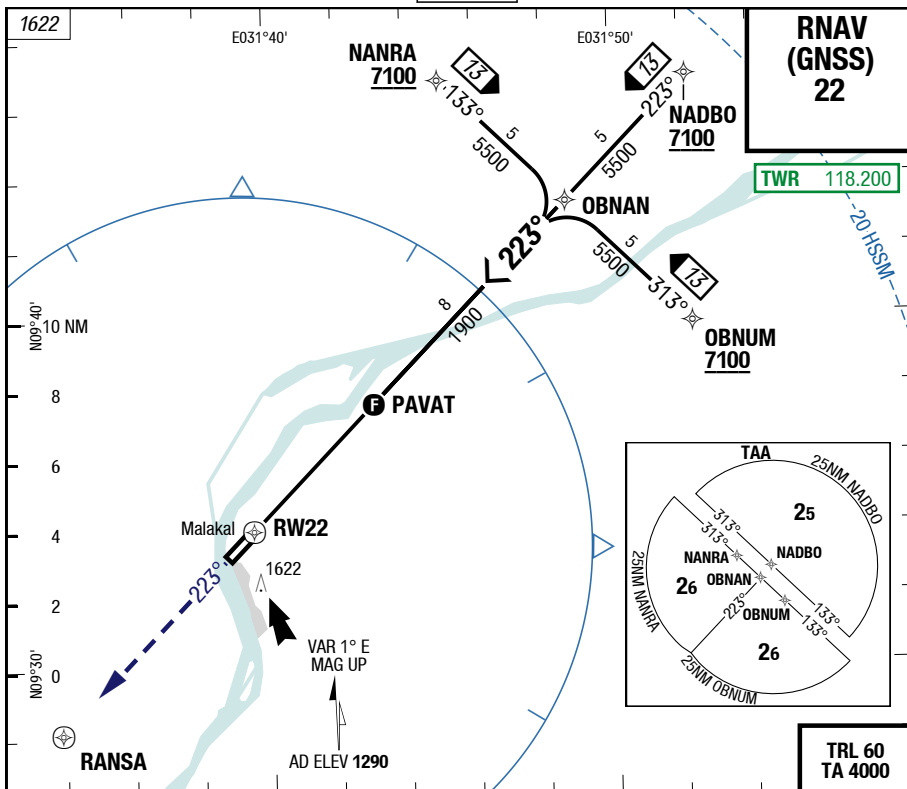 1622
E031°40'
E031°50'
RNAV
(GNSS)
22
NANRA
7100
13
133°
5
5500
13
223°
5
5500
NADBO
7100
TWR 118.200
OBNAN
223°
20 HSSM
5
5500
313°
13
OBNUM
7100
N09°40'
10 NM
8
1900
8
F PAVAT
6
4
Malakal
RW22
1622
223°
2
VAR 1° E
MAG UP
N09°30'
0
RANSA
AD ELEV 1290
TAA
25NM NADBO
25
313°
313°
NANRA
NADBO
OBNAN
26
25NM NANRA
OBNUM
223°
133°
133°
26
25NM OBNUM
TRL 60
TA 4000